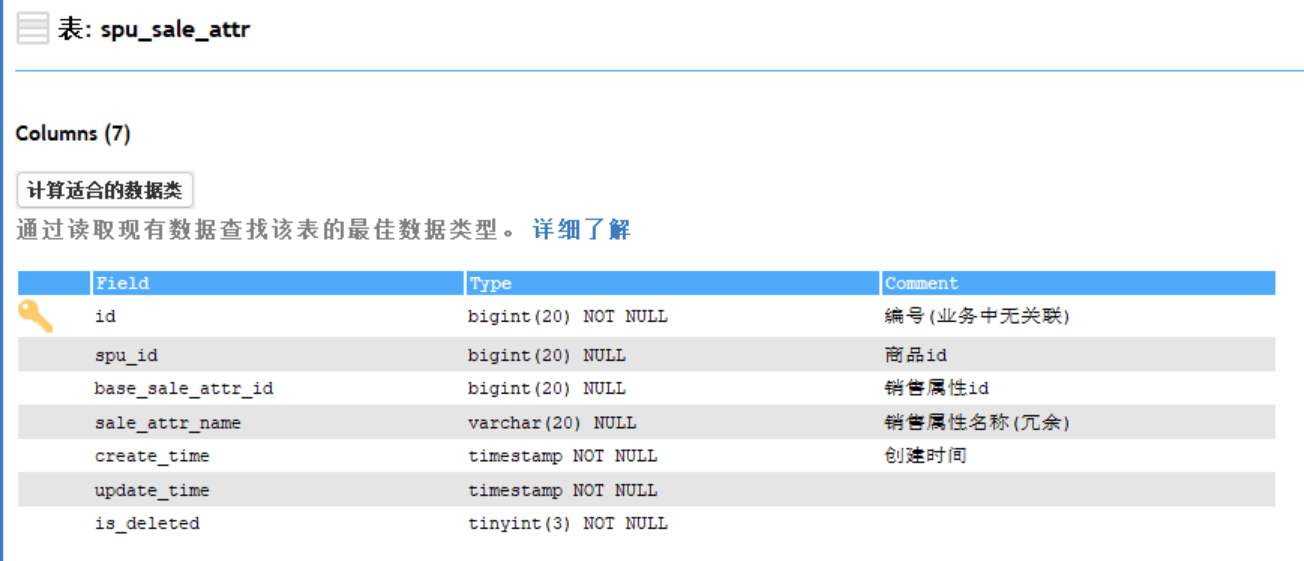 表: spu_sale_attr
Columns (7)
计算适合的数据类
通过读取现有数据查找该表的最佳数据类型。 详细了解
Field Type Comment
id bigint(20) NOT NULL 编号(业务中无关联)
spu_id bigint(20) NULL 商品id
base_sale_attr_id bigint(20) NULL 销售属性id
sale_attr_name varchar(20) NULL 销售属性名称(冗余)
create_time timestamp NOT NULL 创建时间
update_time timestamp NOT NULL
is_deleted tinyint(3) NOT NULL